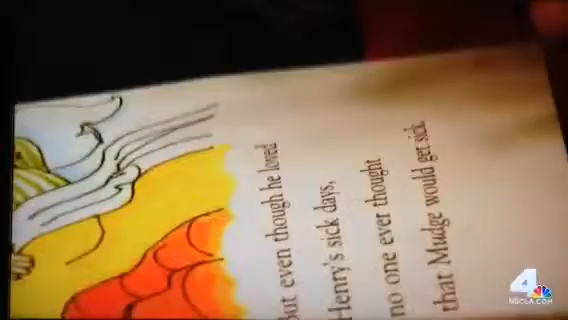 but even though he loved
Henry's sick days,
no one ever thought
that Mudge would get sick.
4
NBCLA.COM